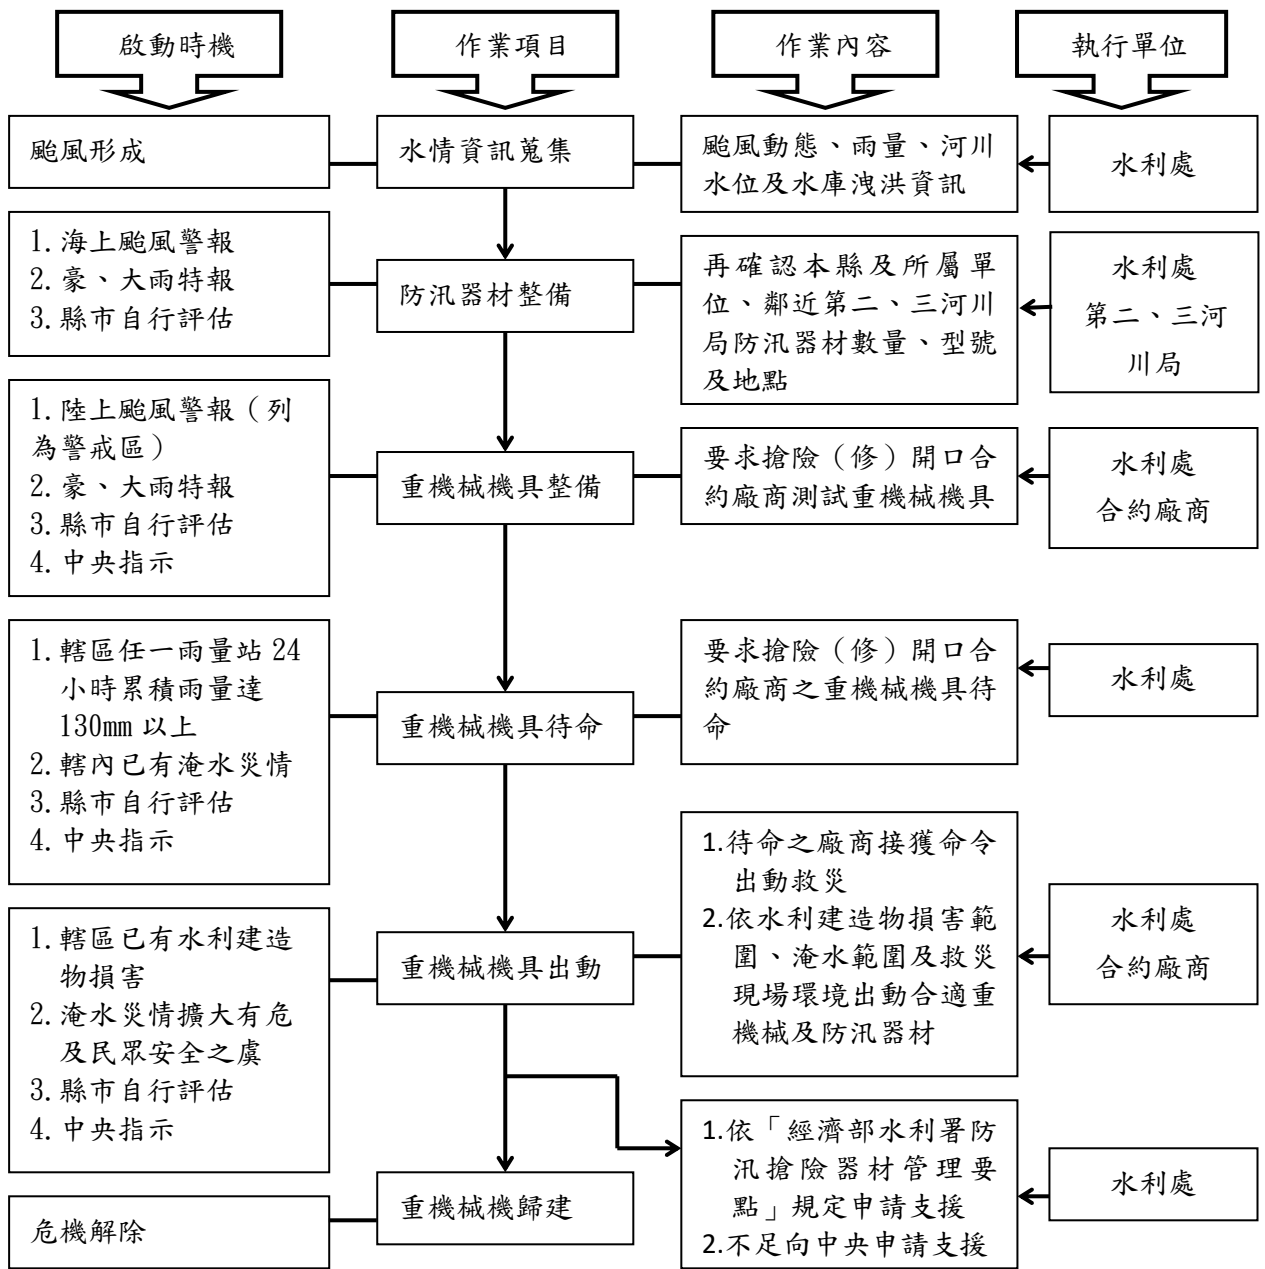 啟動時機
作業項目
作業內容
執行單位
颱風形成
水情資訊蒐集
颱風動態、雨量、河川
水位及水庫洩洪資訊
水利處
1.海上颱風警報
2.豪、大雨特報
3.縣市自行評估
防汛器材整備
再確認本縣及所屬單
位、鄰近第二、三河川
局防汛器材數量、型號
及地點
水利處
第二、三河
川局
1.陸上颱風警報（列
為警戒區）
2.豪、大雨特報
3.縣市自行評估
4.中央指示
重機械機具整備
要求搶險（修）開口合
約廠商測試重機械機具
水利處
合約廠商
1.轄區任一雨量站 24
小時累積雨量達
130mm 以上
2.轄內已有淹水災情
3.縣市自行評估
4.中央指示
重機械機具待命
要求搶險（修）開口合
約廠商之重機械機具待
命
水利處
1.轄區已有水利建造
物損害
2.淹水災情擴大有危
及民眾安全之虞
3.縣市自行評估
4.中央指示
重機械機具出動
1.待命之廠商接獲命令
出動救災
2.依水利建造物損害範
圍、淹水範圍及救災
現場環境出動合適重
機械及防汛器材
水利處
合約廠商
危機解除
重機械機歸建
1.依「經濟部水利署防
汛搶險器材管理要
點」規定申請支援
2.不足向中央申請支援
水利處